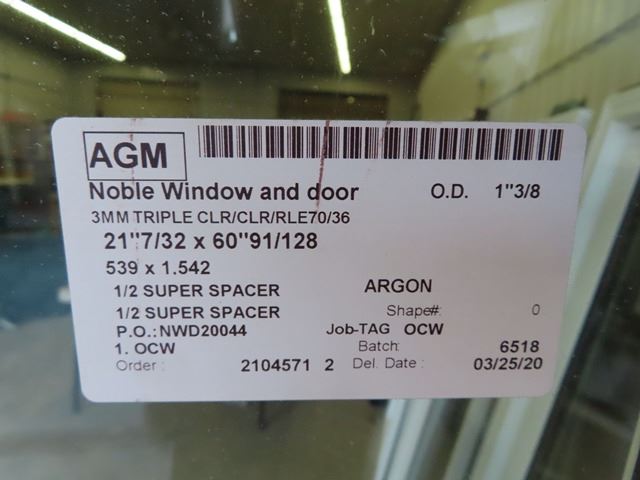 AGM
Noble Window and door O.D. 1"3/8
3MM TRIPLE CLR/CLR/RLE70/36
21"7/32 x 60"91/128
539 x 1.542
1/2 SUPER SPACER ARGON
1/2 SUPER SPACER Shape#: 0
P.O.:NWD20044 Job-TAG OCW
1. OCW Batch: 6518
Order : 2104571 2 Del. Date : 03/25/20